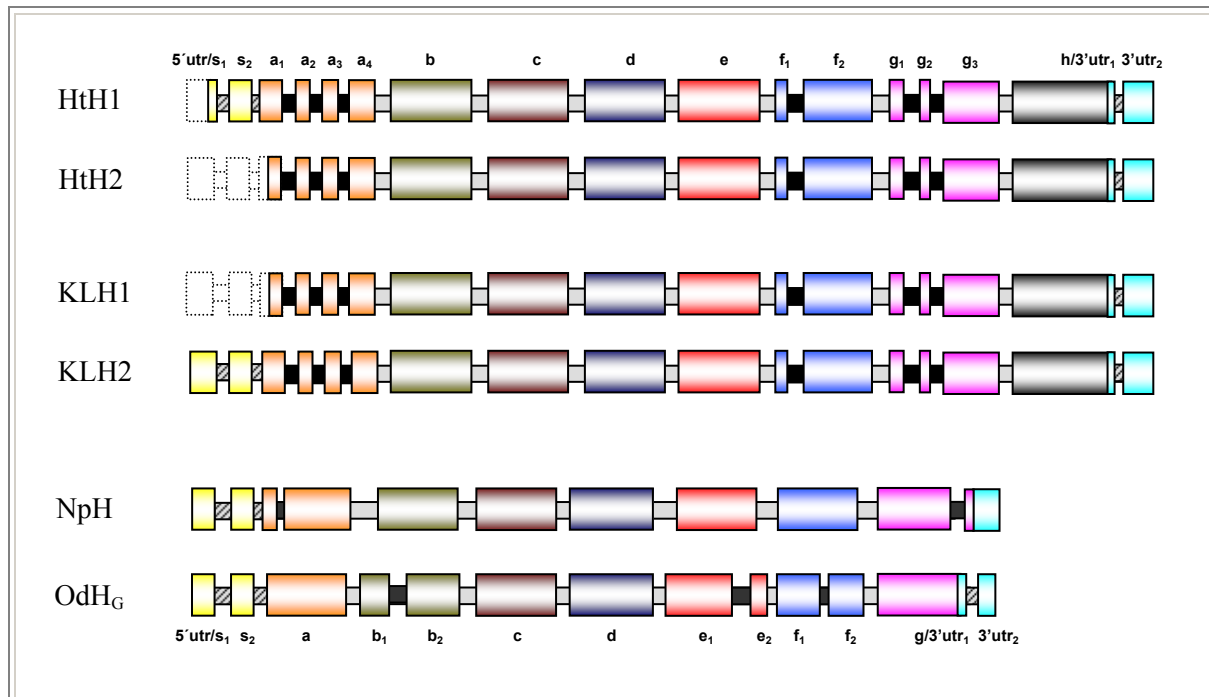 5´utr/s₁ s₂ a₁ a₂ a₃ a₄ b c d e f₁ f₂ g₁ g₂ g₃ h/3’utr₁ 3’utr₂
HtH1
HtH2
KLH1
KLH2
NpH
OdH_G
5´utr/s₁ s₂ a b₁ b₂ c d e₁ e₂ f₁ f₂ g/3’utr₁ 3’utr₂